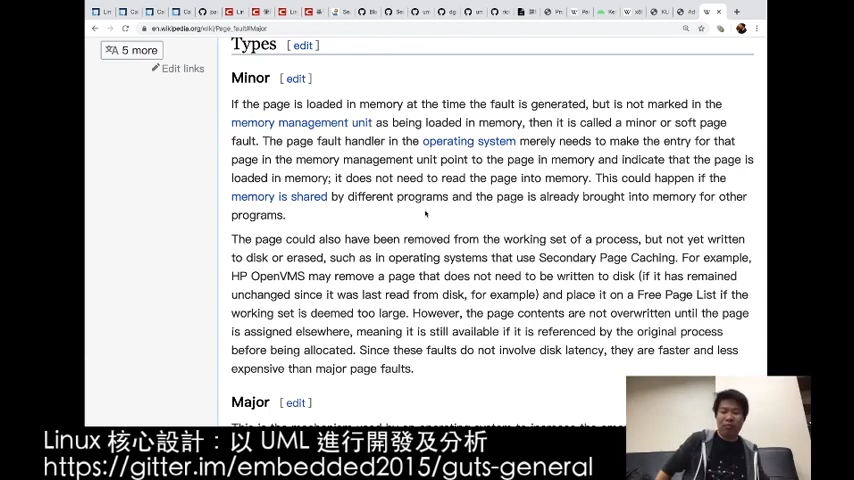 en.wikipedia.org/wiki/Page_fault#Major
5 more
Edit links
Types [ edit ]
Minor [ edit ]
If the page is loaded in memory at the time the fault is generated, but is not marked in the
memory management unit as being loaded in memory, then it is called a minor or soft page
fault. The page fault handler in the operating system merely needs to make the entry for that
page in the memory management unit point to the page in memory and indicate that the page is
loaded in memory; it does not need to read the page into memory. This could happen if the
memory is shared by different programs and the page is already brought into memory for other
programs.
The page could also have been removed from the working set of a process, but not yet written
to disk or erased, such as in operating systems that use Secondary Page Caching. For example,
HP OpenVMS may remove a page that does not need to be written to disk (if it has remained
unchanged since it was last read from disk, for example) and place it on a Free Page List if the
working set is deemed too large. However, the page contents are not overwritten until the page
is assigned elsewhere, meaning it is still available if it is referenced by the original process
before being allocated. Since these faults do not involve disk latency, they are faster and less
expensive than major page faults.
Major [ edit ]
Linux 核心設計：以 UML 進行開發及分析
https://gitter.im/embedded2015/guts-general